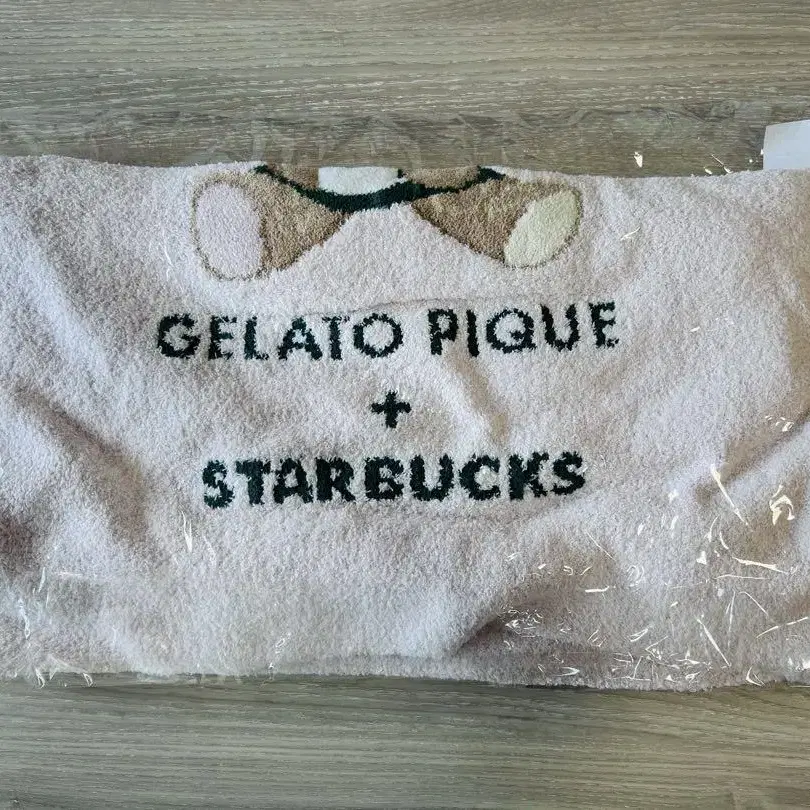 GELATO PIQUE
+
STARBUCKS